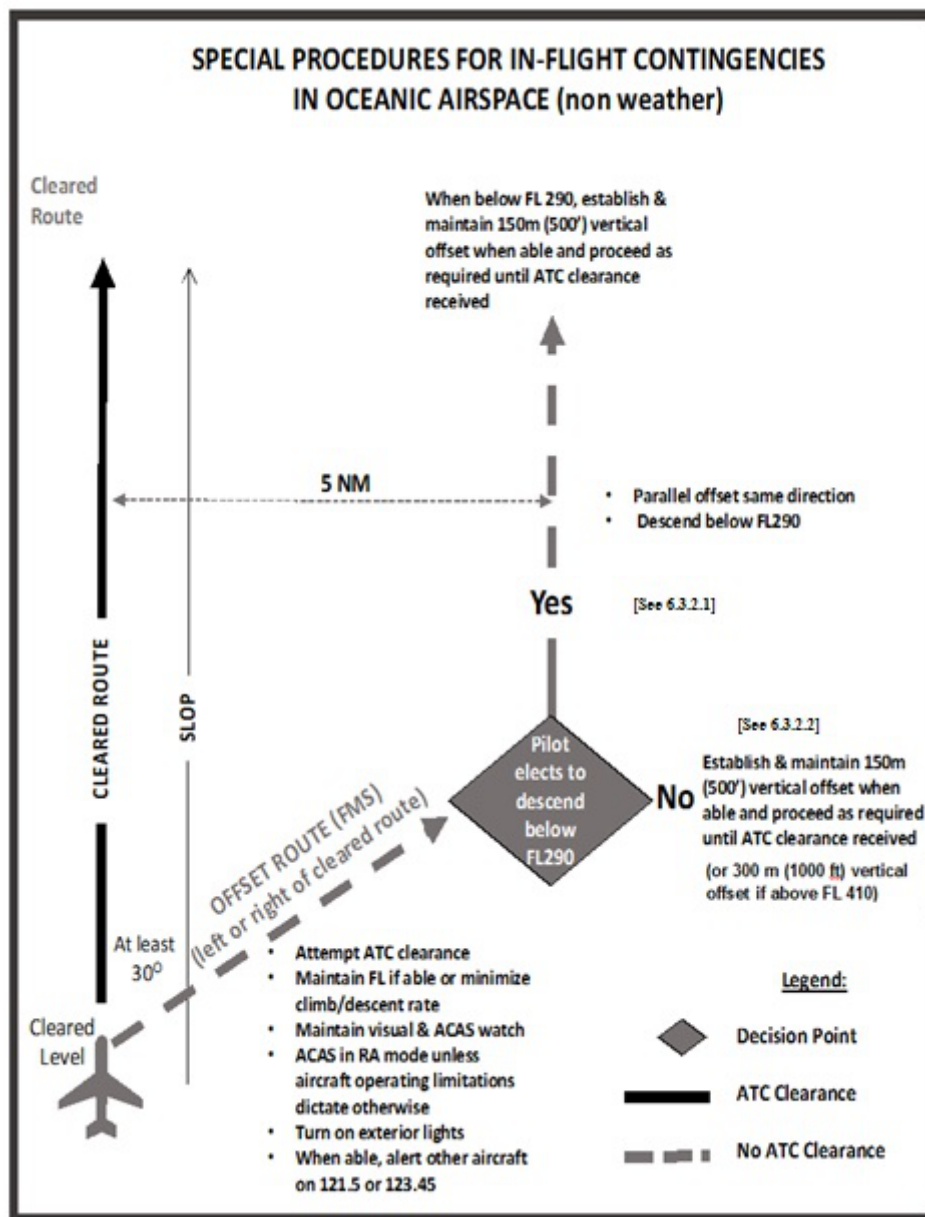 SPECIAL PROCEDURES FOR IN-FLIGHT CONTINGENCIES
IN OCEANIC AIRSPACE (non weather)
Cleared
Route
When below FL 290, establish &
maintain 150m (500') vertical
offset when able and proceed as
required until ATC clearance
received
5 NM
• Parallel offset same direction
• Descend below FL290
Yes
[See 6.3.2.1]
CLEARED ROUTE
SLOP
[See 6.3.2.2]
Pilot
elects to
descend
below
FL290
No
Establish & maintain 150m
(500') vertical offset when
able and proceed as required
until ATC clearance received
(or 300 m (1000 ft) vertical
offset if above FL 410)
OFFSET ROUTE (FMS)
(left or right of cleared route)
At least
30⁰
Cleared
Level
• Attempt ATC clearance
• Maintain FL if able or minimize
climb/descent rate
• Maintain visual & ACAS watch
• ACAS in RA mode unless
aircraft operating limitations
dictate otherwise
• Turn on exterior lights
• When able, alert other aircraft
on 121.5 or 123.45
Legend:
Decision Point
ATC Clearance
No ATC Clearance